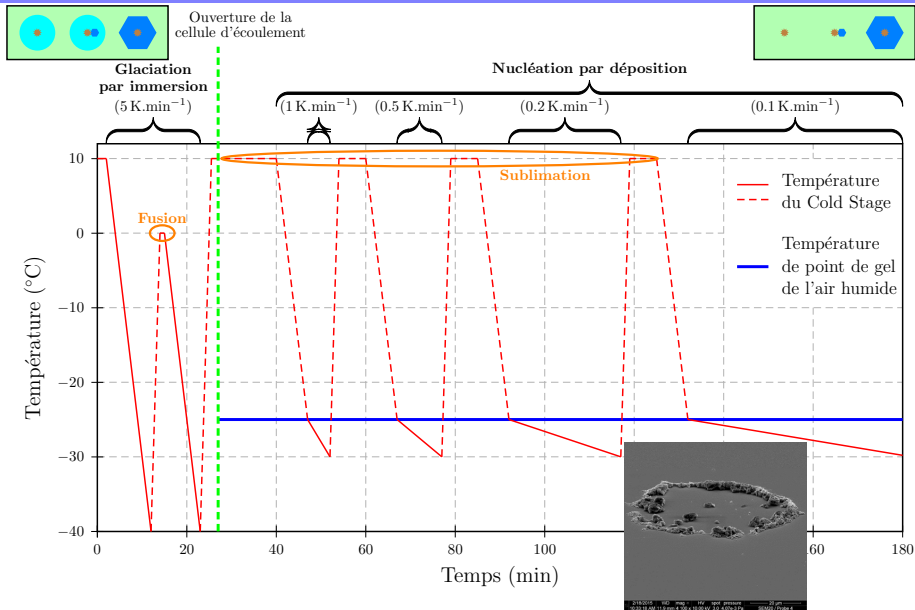 Ouverture de la
cellule d'écoulement
Glaciation
par immersion
(5 K.min⁻¹)
Nucléation par déposition
(1 K.min⁻¹)
(0.5 K.min⁻¹)
(0.2 K.min⁻¹)
(0.1 K.min⁻¹)
Sublimation
Fusion
Température
du Cold Stage
Température
de point de gel
de l'air humide
Température (°C)
10
0
−10
−20
−30
−40
0
20
40
60
80
100
160
180
Temps (min)